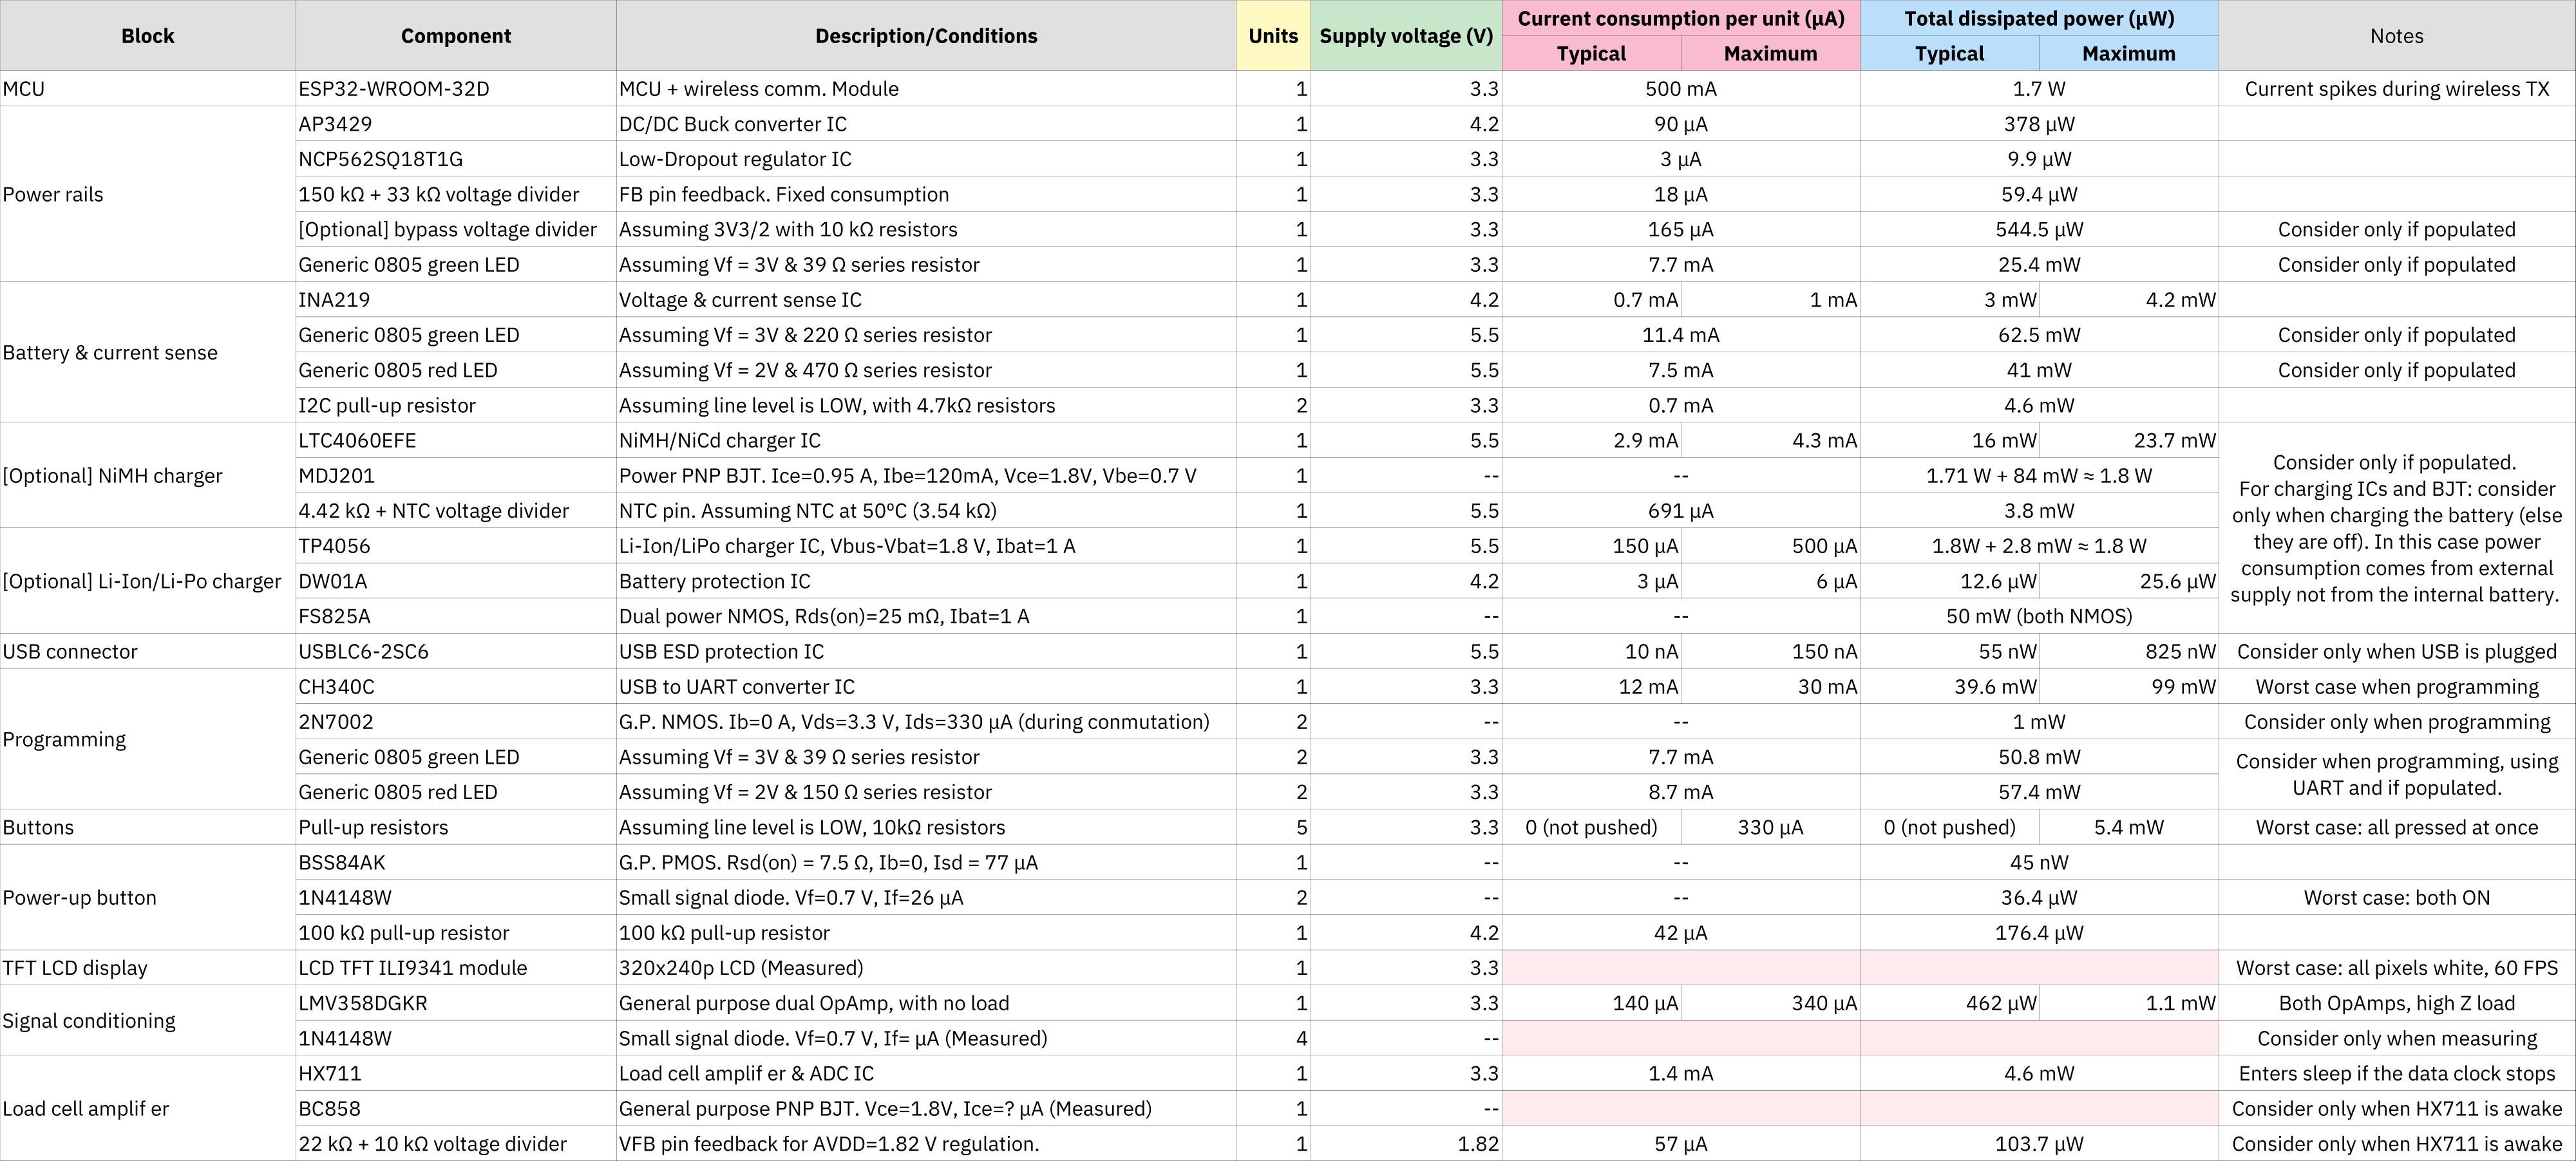 Block Component Description/Conditions Units Supply voltage (V) Current consumption per unit (µA) Total dissipated power (µW) Notes
Typical Maximum Typical Maximum
MCU ESP32-WROOM-32D MCU + wireless comm. Module 1 3.3 500 mA 1.7 W Current spikes during wireless TX
Power rails AP3429 DC/DC Buck converter IC 1 4.2 90 µA 378 µW
NCP562SQ18T1G Low-Dropout regulator IC 1 3.3 3 µA 9.9 µW
150 kΩ + 33 kΩ voltage divider FB pin feedback. Fixed consumption 1 3.3 18 µA 59.4 µW
[Optional] bypass voltage divider Assuming 3V3/2 with 10 kΩ resistors 1 3.3 165 µA 544.5 µW Consider only if populated
Generic 0805 green LED Assuming Vf = 3V & 39 Ω series resistor 1 3.3 7.7 mA 25.4 mW Consider only if populated
Battery & current sense INA219 Voltage & current sense IC 1 4.2 0.7 mA 1 mA 3 mW 4.2 mW
Generic 0805 green LED Assuming Vf = 3V & 220 Ω series resistor 1 5.5 11.4 mA 62.5 mW Consider only if populated
Generic 0805 red LED Assuming Vf = 2V & 470 Ω series resistor 1 5.5 7.5 mA 41 mW Consider only if populated
I2C pull-up resistor Assuming line level is LOW, with 4.7kΩ resistors 2 3.3 0.7 mA 4.6 mW
[Optional] NiMH charger LTC4060EFE NiMH/NiCd charger IC 1 5.5 2.9 mA 4.3 mA 16 mW 23.7 mW
MDJ201 Power PNP BJT. Ice=0.95 A, Ibe=120mA, Vce=1.8V, Vbe=0.7 V 1 -- -- 1.71 W + 84 mW ≈ 1.8 W
4.42 kΩ + NTC voltage divider NTC pin. Assuming NTC at 50ºC (3.54 kΩ) 1 5.5 691 µA 3.8 mW
[Optional] Li-Ion/Li-Po charger TP4056 Li-Ion/LiPo charger IC, Vbus-Vbat=1.8 V, Ibat=1 A 1 5.5 150 µA 500 µA 1.8W + 2.8 mW ≈ 1.8 W
DW01A Battery protection IC 1 4.2 3 µA 6 µA 12.6 µW 25.6 µW
FS825A Dual power NMOS, Rds(on)=25 mΩ, Ibat=1 A 1 -- -- 50 mW (both NMOS)
Consider only if populated.
For charging ICs and BJT: consider
only when charging the battery (else
they are off). In this case power
consumption comes from external
supply not from the internal battery.
USB connector USBLC6-2SC6 USB ESD protection IC 1 5.5 10 nA 150 nA 55 nW 825 nW Consider only when USB is plugged
Programming CH340C USB to UART converter IC 1 3.3 12 mA 30 mA 39.6 mW 99 mW Worst case when programming
2N7002 G.P. NMOS. Ib=0 A, Vds=3.3 V, Ids=330 µA (during conmutation) 2 -- -- 1 mW Consider only when programming
Generic 0805 green LED Assuming Vf = 3V & 39 Ω series resistor 2 3.3 7.7 mA 50.8 mW
Generic 0805 red LED Assuming Vf = 2V & 150 Ω series resistor 2 3.3 8.7 mA 57.4 mW
Consider when programming, using
UART and if populated.
Buttons Pull-up resistors Assuming line level is LOW, 10kΩ resistors 5 3.3 0 (not pushed) 330 µA 0 (not pushed) 5.4 mW Worst case: all pressed at once
Power-up button BSS84AK G.P. PMOS. Rsd(on) = 7.5 Ω, Ib=0, Isd = 77 µA 1 -- -- 45 nW
1N4148W Small signal diode. Vf=0.7 V, If=26 µA 2 -- -- 36.4 µW Worst case: both ON
100 kΩ pull-up resistor 100 kΩ pull-up resistor 1 4.2 42 µA 176.4 µW
TFT LCD display LCD TFT ILI9341 module 320x240p LCD (Measured) 1 3.3 Worst case: all pixels white, 60 FPS
Signal conditioning LMV358DGKR General purpose dual OpAmp, with no load 1 3.3 140 µA 340 µA 462 µW 1.1 mW Both OpAmps, high Z load
1N4148W Small signal diode. Vf=0.7 V, If= µA (Measured) 4 -- Consider only when measuring
Load cell amplif er HX711 Load cell amplif er & ADC IC 1 3.3 1.4 mA 4.6 mW Enters sleep if the data clock stops
BC858 General purpose PNP BJT. Vce=1.8V, Ice=? µA (Measured) 1 -- Consider only when HX711 is awake
22 kΩ + 10 kΩ voltage divider VFB pin feedback for AVDD=1.82 V regulation. 1 1.82 57 µA 103.7 µW Consider only when HX711 is awake